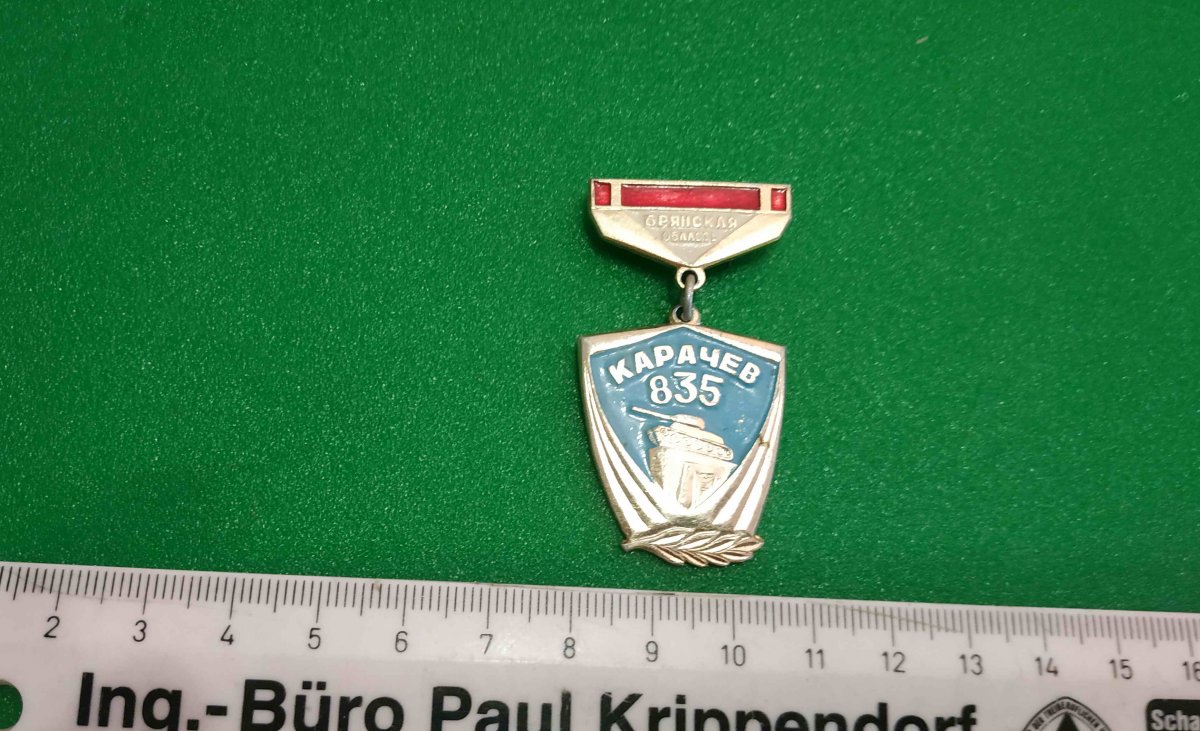 БРЯНСКАЯ
ОБЛАСТЬ
КАРАЧЕВ
835
2 3 4 5 6 7 8 9 10 11 12 13 14 15 16
Ing.-Büro Paul Krippendorf